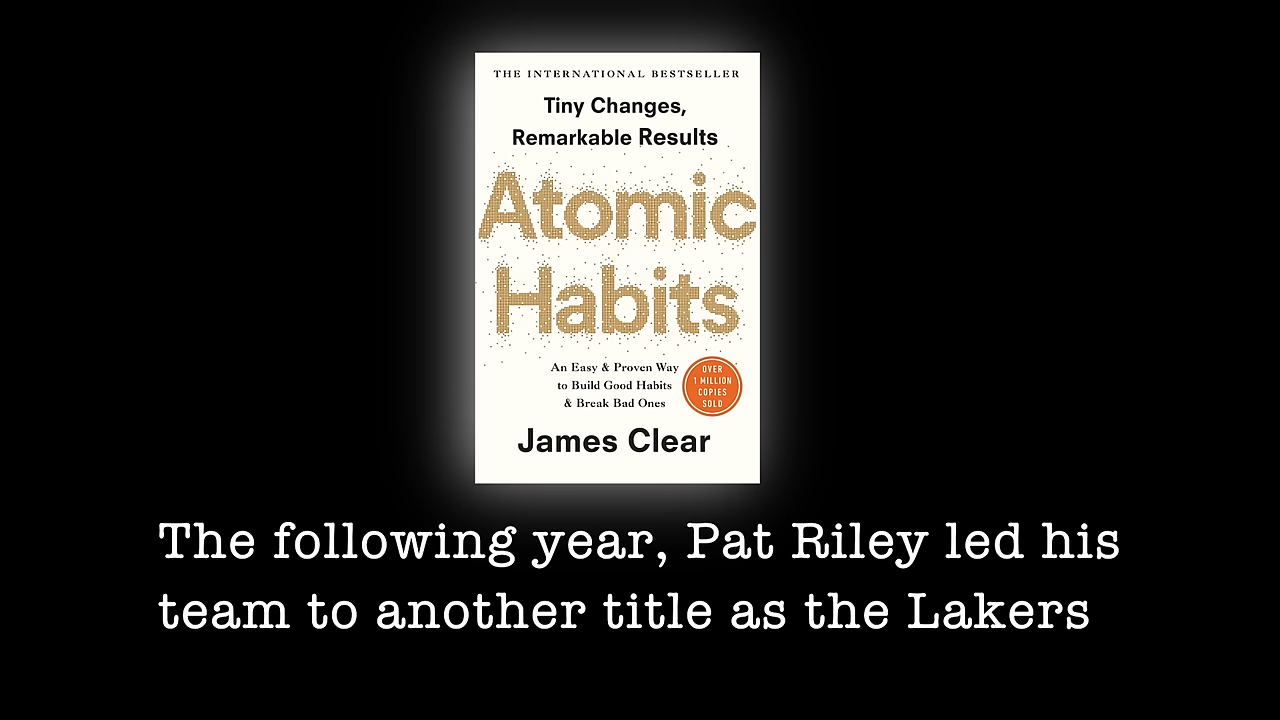 THE INTERNATIONAL BESTSELLER
Tiny Changes,
Remarkable Results
Atomic
Habits
An Easy & Proven Way
to Build Good Habits
& Break Bad Ones
OVER
1 MILLION
COPIES
SOLD
James Clear
The following year, Pat Riley led his
team to another title as the Lakers